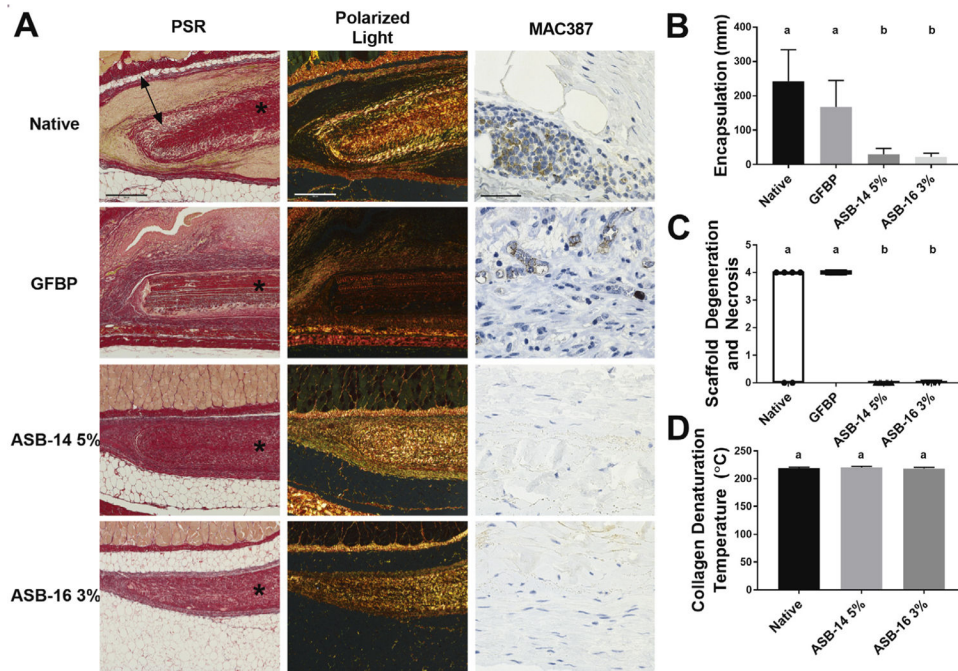 A
PSR
Polarized
Light
MAC387
Native
*
GFBP
*
ASB-14 5%
*
ASB-16 3%
*
B
Encapsulation (mm)
400
300
200
100
0
a a b b
Native
GFBP
ASB-14 5%
ASB-16 3%
C
Scaffold Degeneration
and Necrosis
5
4
3
2
1
0
a a b b
Native
GFBP
ASB-14 5%
ASB-16 3%
D
Collagen Denaturation
Temperature (°C)
250
200
150
100
50
0
a a a
Native
ASB-14 5%
ASB-16 3%